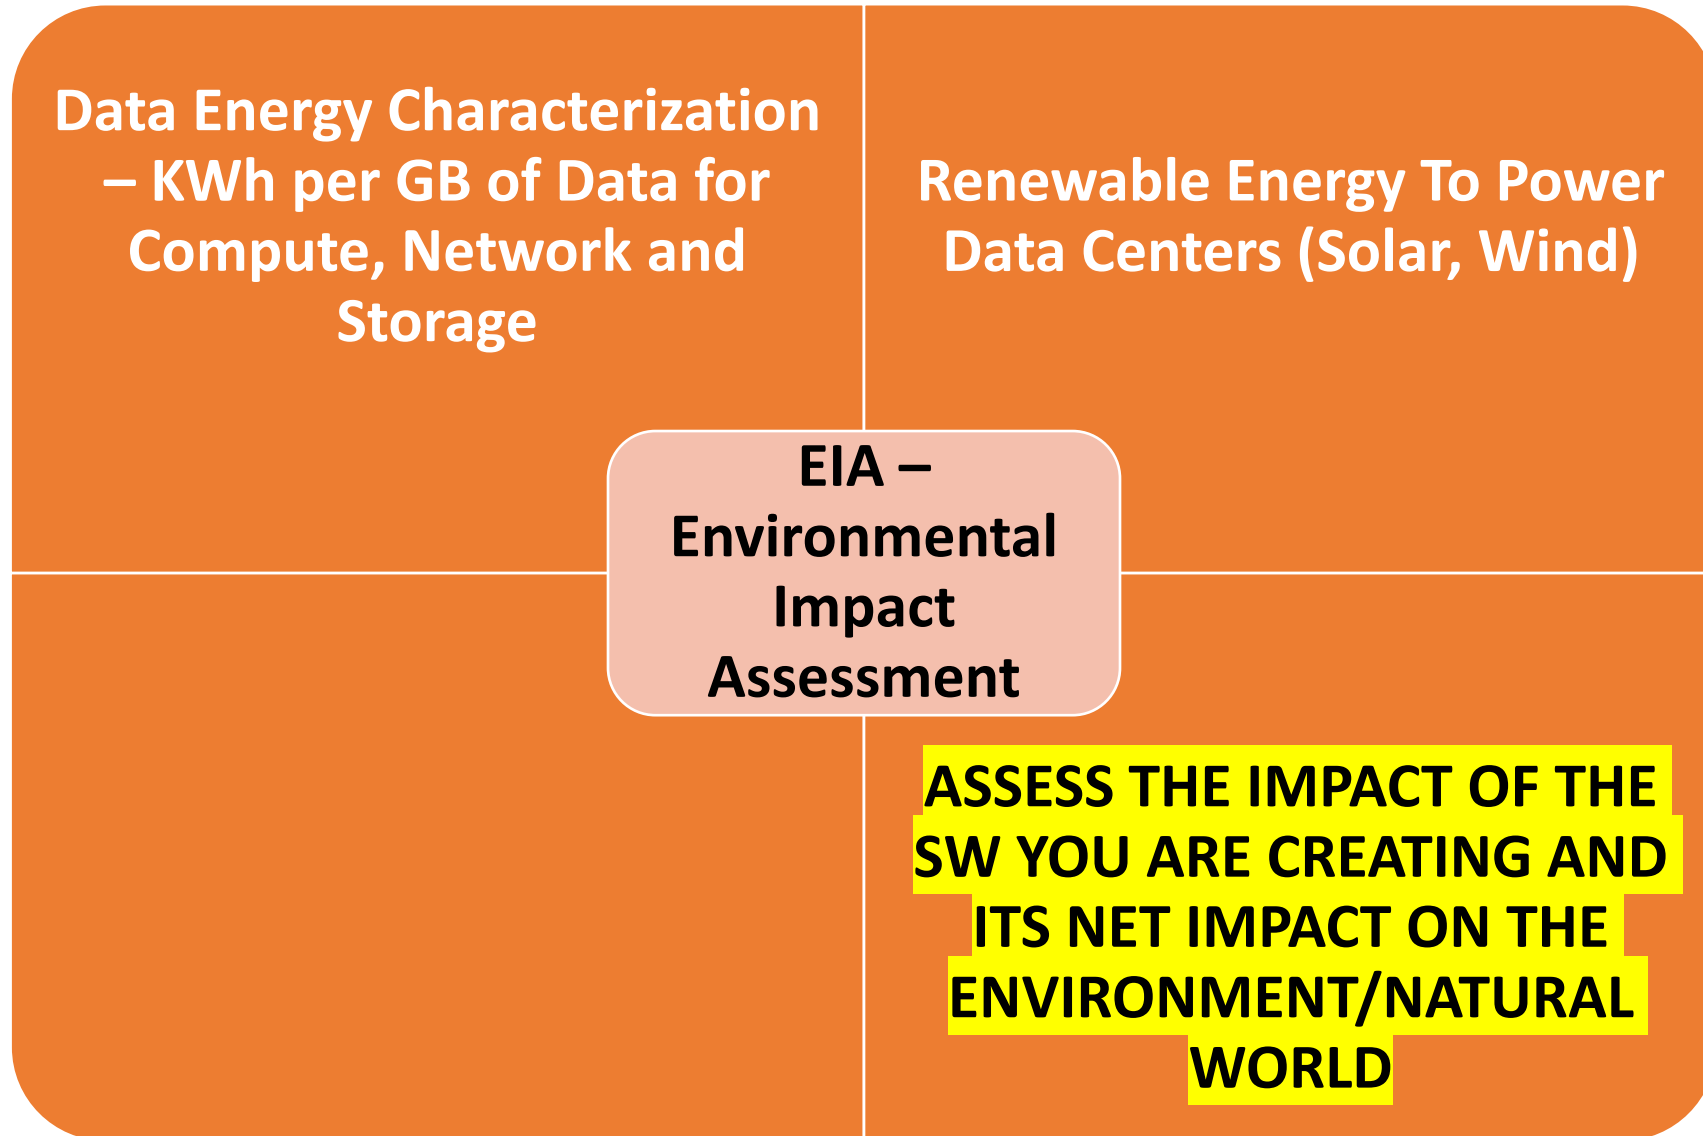 Data Energy Characterization
– KWh per GB of Data for
Compute, Network and
Storage
Renewable Energy To Power
Data Centers (Solar, Wind)
EIA –
Environmental
Impact
Assessment
ASSESS THE IMPACT OF THE
SW YOU ARE CREATING AND
ITS NET IMPACT ON THE
ENVIRONMENT/NATURAL
WORLD